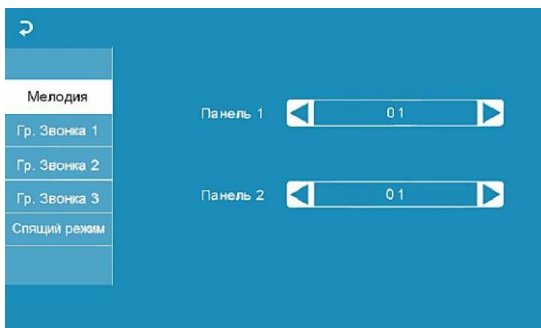 Мелодия
Гр. Звонка 1
Гр. Звонка 2
Гр. Звонка 3
Спящий режим
Панель 1 01
Панель 2 01